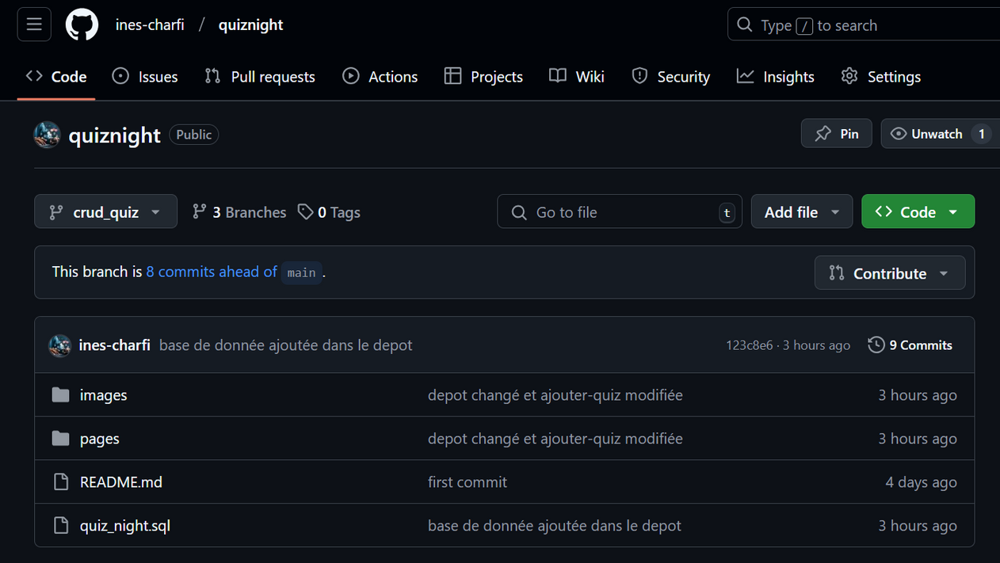 ines-charfi / quiznight Type / to search
Code Issues Pull requests Actions Projects Wiki Security Insights Settings
quiznight Public Pin Unwatch 1
crud_quiz 3 Branches 0 Tags Go to file t Add file Code
This branch is 8 commits ahead of main . Contribute
ines-charfi base de donnée ajoutée dans le depot 123c8e6 · 3 hours ago 9 Commits
images depot changé et ajouter-quiz modifiée 3 hours ago
pages depot changé et ajouter-quiz modifiée 3 hours ago
README.md first commit 4 days ago
quiz_night.sql base de donnée ajoutée dans le depot 3 hours ago